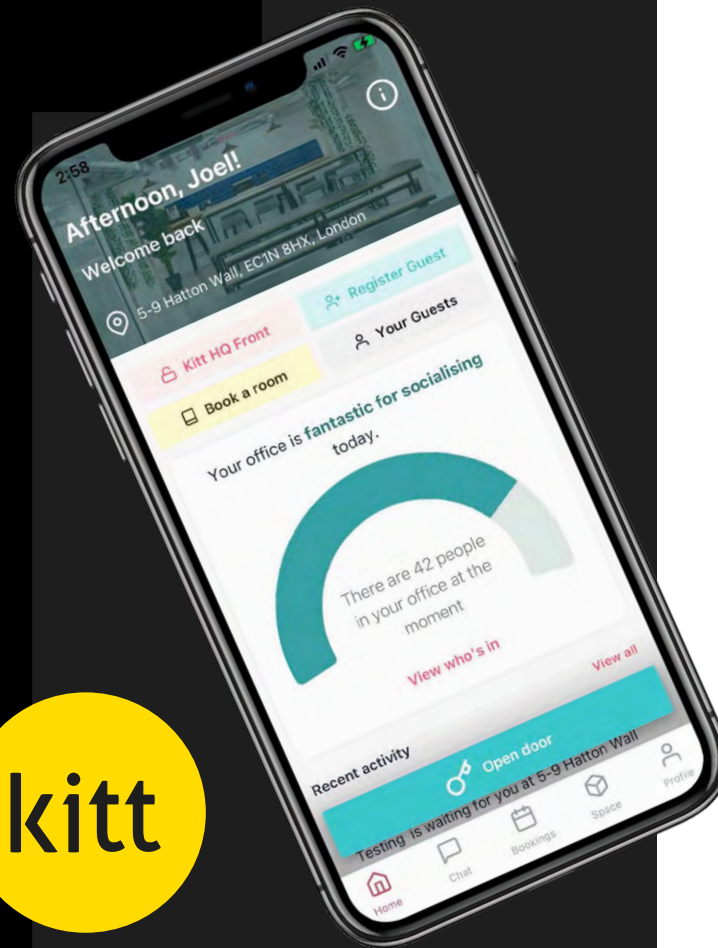 2:58
Afternoon, Joel!
Welcome back
5-9 Hatton Wall, EC1N 8HX, London
Kitt HQ Front
Register Guest
Book a room
Your Guests
Your office is fantastic for socialising
today.
There are 42 people
in your office at the
moment
View who's in
Recent activity
View all
Open door
Testing is waiting for you at 5-9 Hatton Wall
Home
Chat
Bookings
Space
Profile
kitt